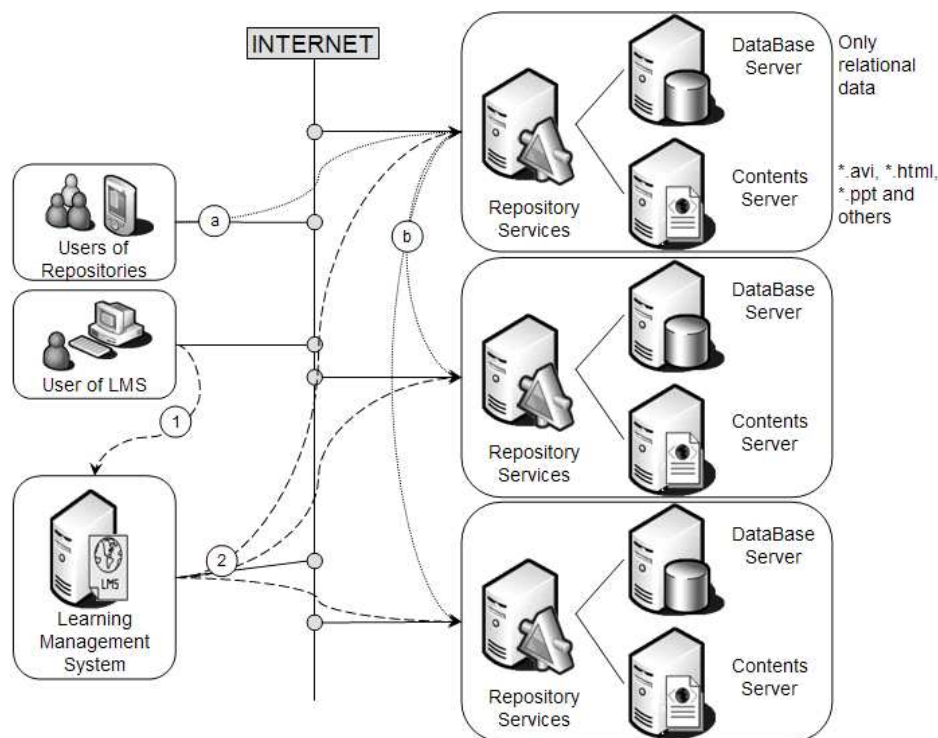 INTERNET
Users of
Repositories
User of LMS
1
a
2
LMS
Learning
Management
System
b
Repository
Services
DataBase
Server
Contents
Server
Only
relational
data
*.avi, *.html,
*.ppt and
others
Repository
Services
DataBase
Server
Contents
Server
Repository
Services
DataBase
Server
Contents
Server